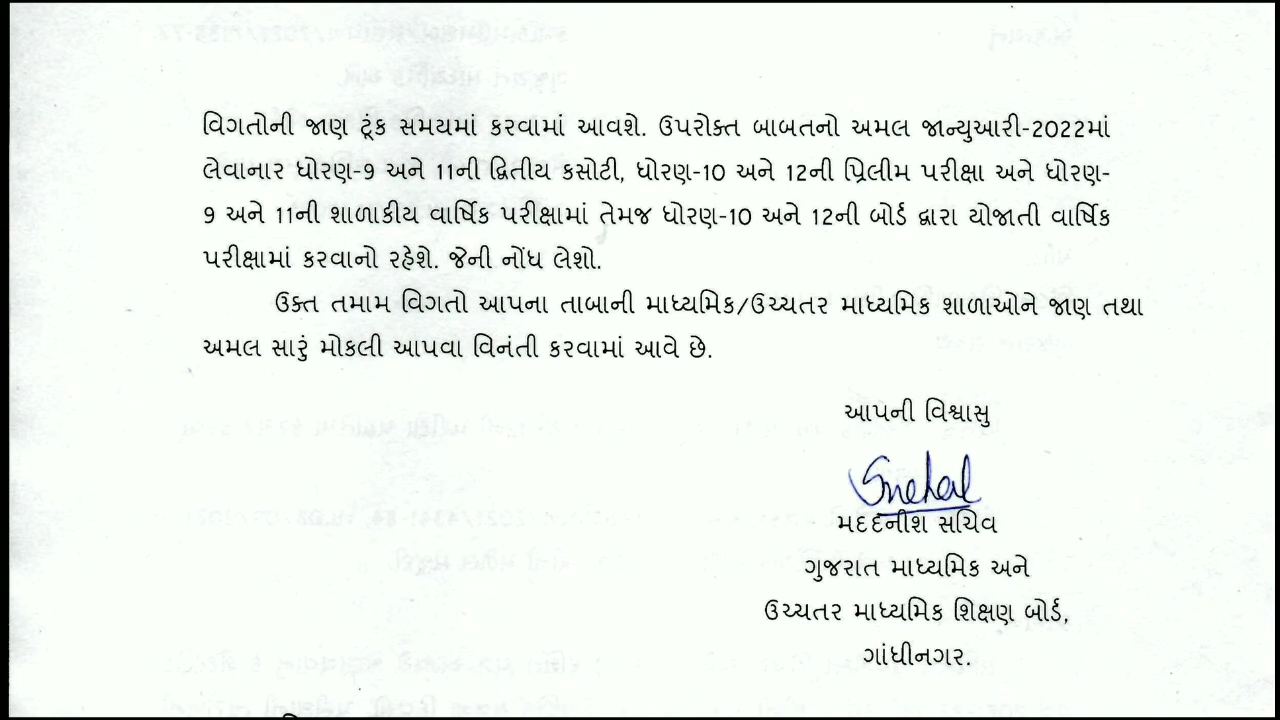 વિગતોની જાણ ટૂંક સમયમાં કરવામાં આવશે. ઉપરોક્ત બાબતનો અમલ જાન્યુઆરી-2022માં
લેવાનાર ધોરણ-9 અને 11ની દ્વિતીય કસોટી, ધોરણ-10 અને 12ની પ્રિલીમ પરીક્ષા અને ધોરણ-
9 અને 11ની શાળાકીય વાર્ષિક પરીક્ષામાં તેમજ ધોરણ-10 અને 12ની બોર્ડ દ્વારા યોજાતી વાર્ષિક
પરીક્ષામાં કરવાનો રહેશે. જેની નોંધ લેશો.
ઉક્ત તમામ વિગતો આપના તાબાની માધ્યમિક/ઉચ્ચતર માધ્યમિક શાળાઓને જાણ તથા
અમલ સારું મોકલી આપવા વિનંતી કરવામાં આવે છે.
આપની વિશ્વાસુ
Snehal
મદદનીશ સચિવ
ગુજરાત માધ્યમિક અને
ઉચ્ચતર માધ્યમિક શિક્ષણ બોર્ડ,
ગાંધીનગર.